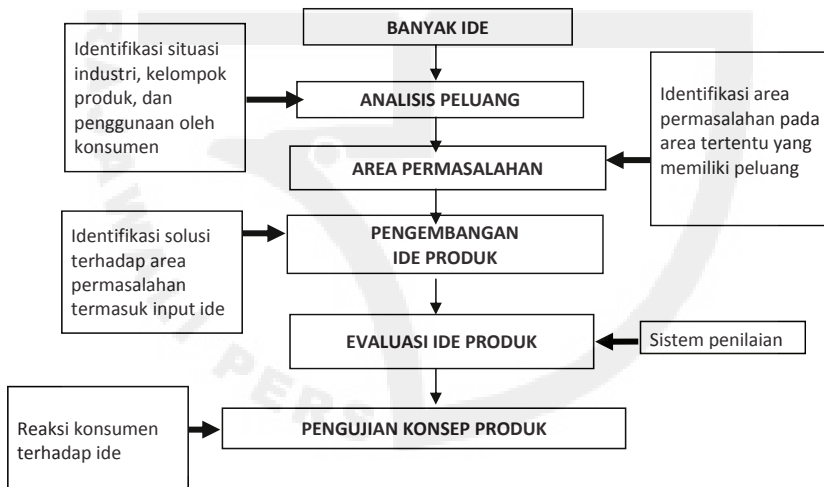 BANYAK IDE
Identifikasi situasi
industri, kelompok
produk, dan
penggunaan oleh
konsumen
ANALISIS PELUANG
Identifikasi area
permasalahan pada
area tertentu yang
memiliki peluang
AREA PERMASALAHAN
Identifikasi solusi
terhadap area
permasalahan
termasuk input ide
PENGEMBANGAN
IDE PRODUK
EVALUASI IDE PRODUK
Sistem penilaian
Reaksi konsumen
terhadap ide
PENGUJIAN KONSEP PRODUK
RAJAWALI PERS